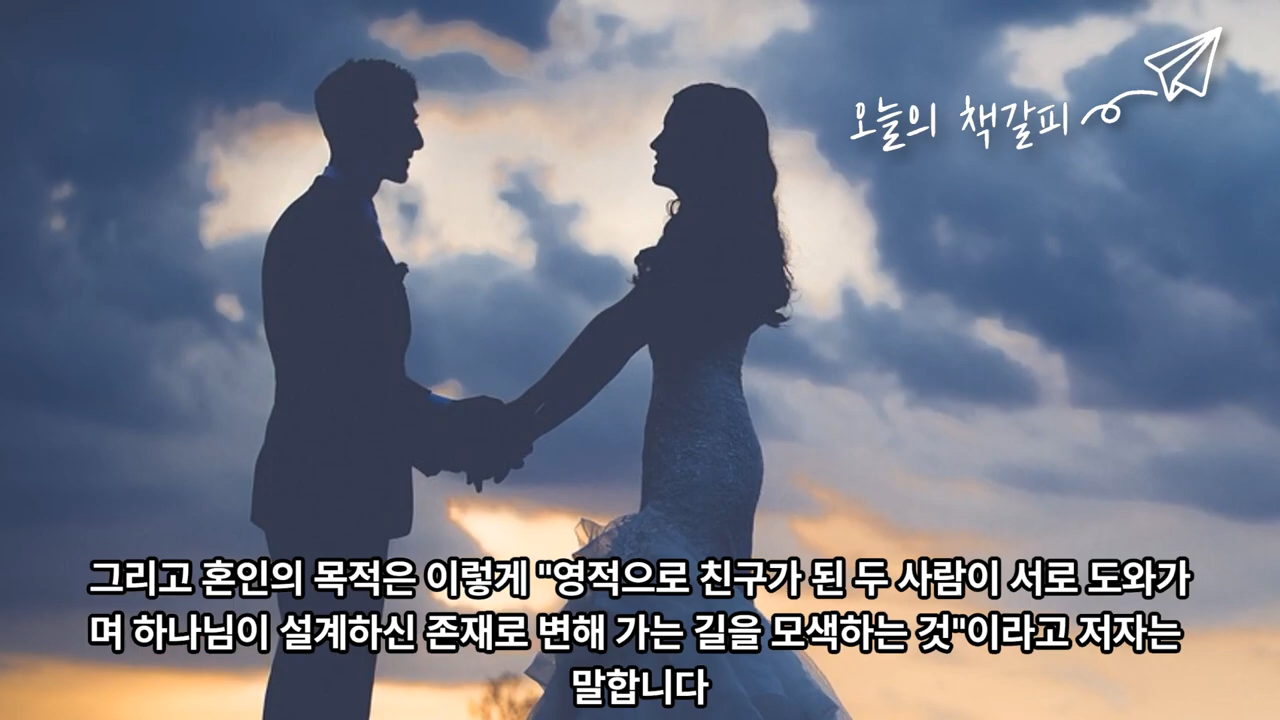 오늘의 책갈피
그리고 혼인의 목적은 이렇게 "영적으로 친구가 된 두 사람이 서로 도와가
며 하나님이 설계하신 존재로 변해 가는 길을 모색하는 것"이라고 저자는
말합니다